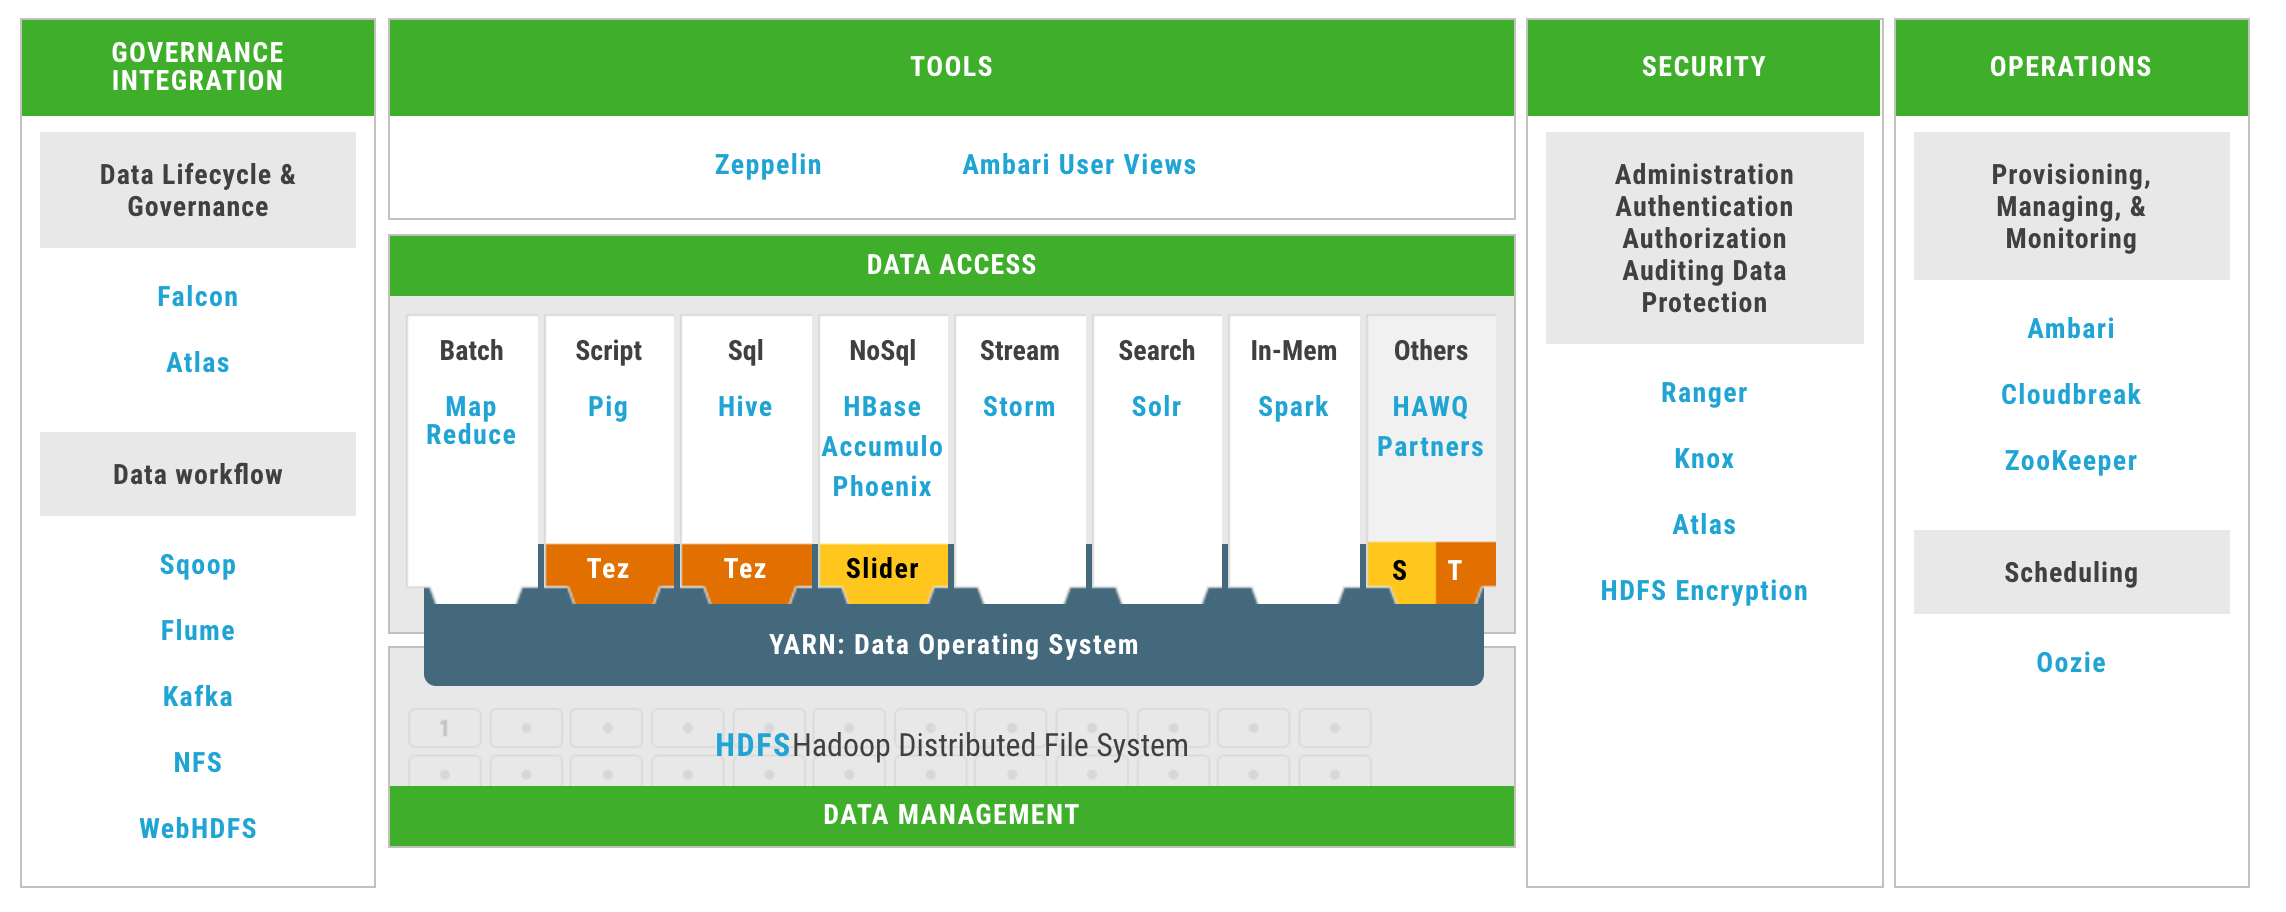 GOVERNANCE
INTEGRATION
Data Lifecycle &
Governance
Falcon
Atlas
Data workflow
Sqoop
Flume
Kafka
NFS
WebHDFS
TOOLS
Zeppelin
Ambari User Views
DATA ACCESS
Batch
Map
Reduce
Script
Pig
Tez
Sql
Hive
Tez
NoSql
HBase
Accumulo
Phoenix
Slider
Stream
Storm
Search
Solr
In-Mem
Spark
Others
HAWQ
Partners
S
T
YARN: Data Operating System
1
HDFS Hadoop Distributed File System
DATA MANAGEMENT
SECURITY
Administration
Authentication
Authorization
Auditing Data
Protection
Ranger
Knox
Atlas
HDFS Encryption
OPERATIONS
Provisioning,
Managing, &
Monitoring
Ambari
Cloudbreak
ZooKeeper
Scheduling
Oozie